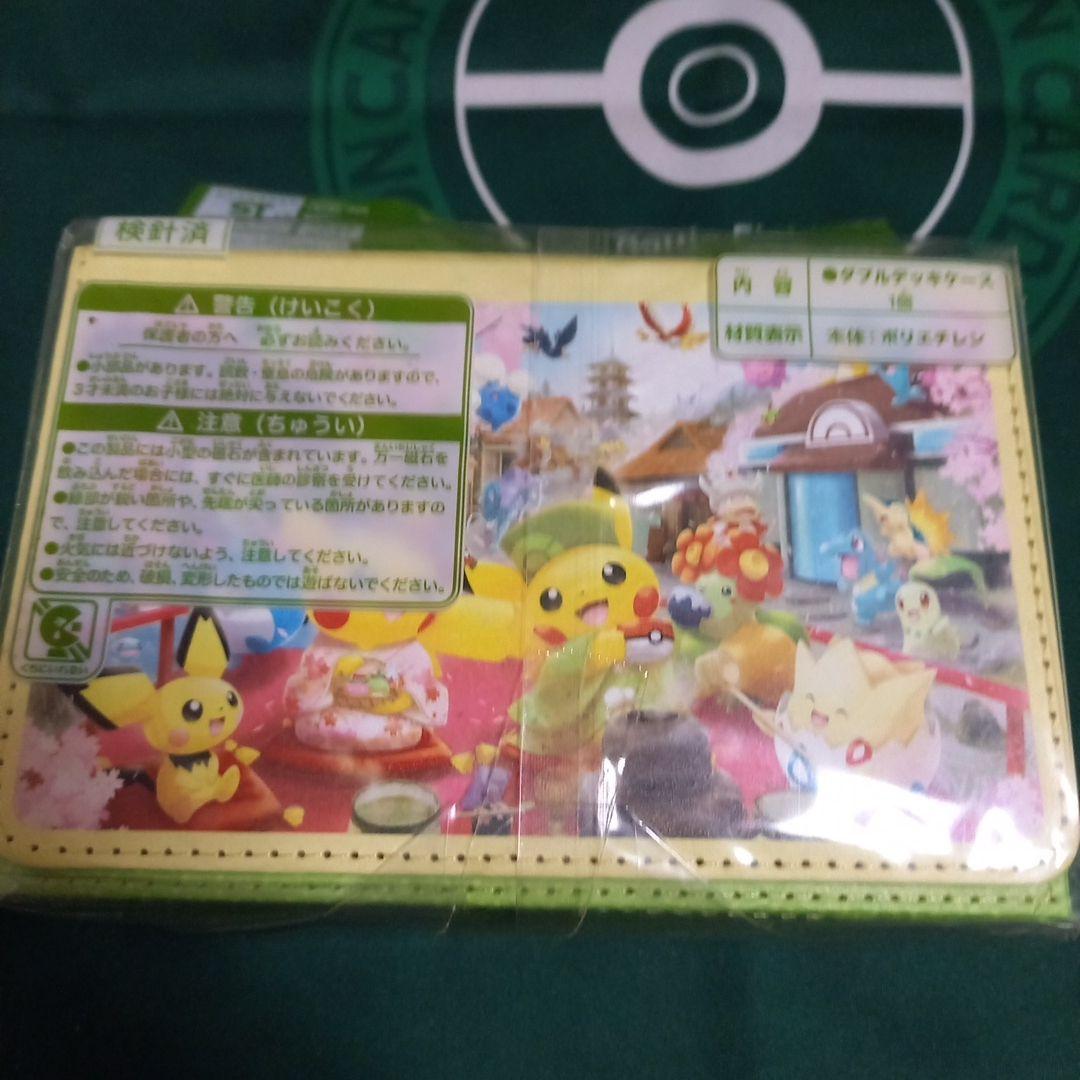 検針済
⚠ 警告（けいこく）
保護者の方へ 必ずお読みください。
●小部品があります。誤飲・窒息の危険がありますので、
3才未満のお子様には絶対に与えないでください。
⚠ 注意（ちゅうい）
●この製品には小型の磁石が含まれています。万一磁石を
飲み込んだ場合には、すぐに医師の診察を受けてください。
●縁部が鋭い箇所や、先端が尖っている箇所がありますの
で、注意してください。
●火気には近づけないよう、注意してください。
●安全のため、破損、変形したものでは遊ばないでください。
くちにいれない
内容
●ダブルデッキケース
1個
材質表示
本体：ポリエチレン
ST
ON CAR
N CARD